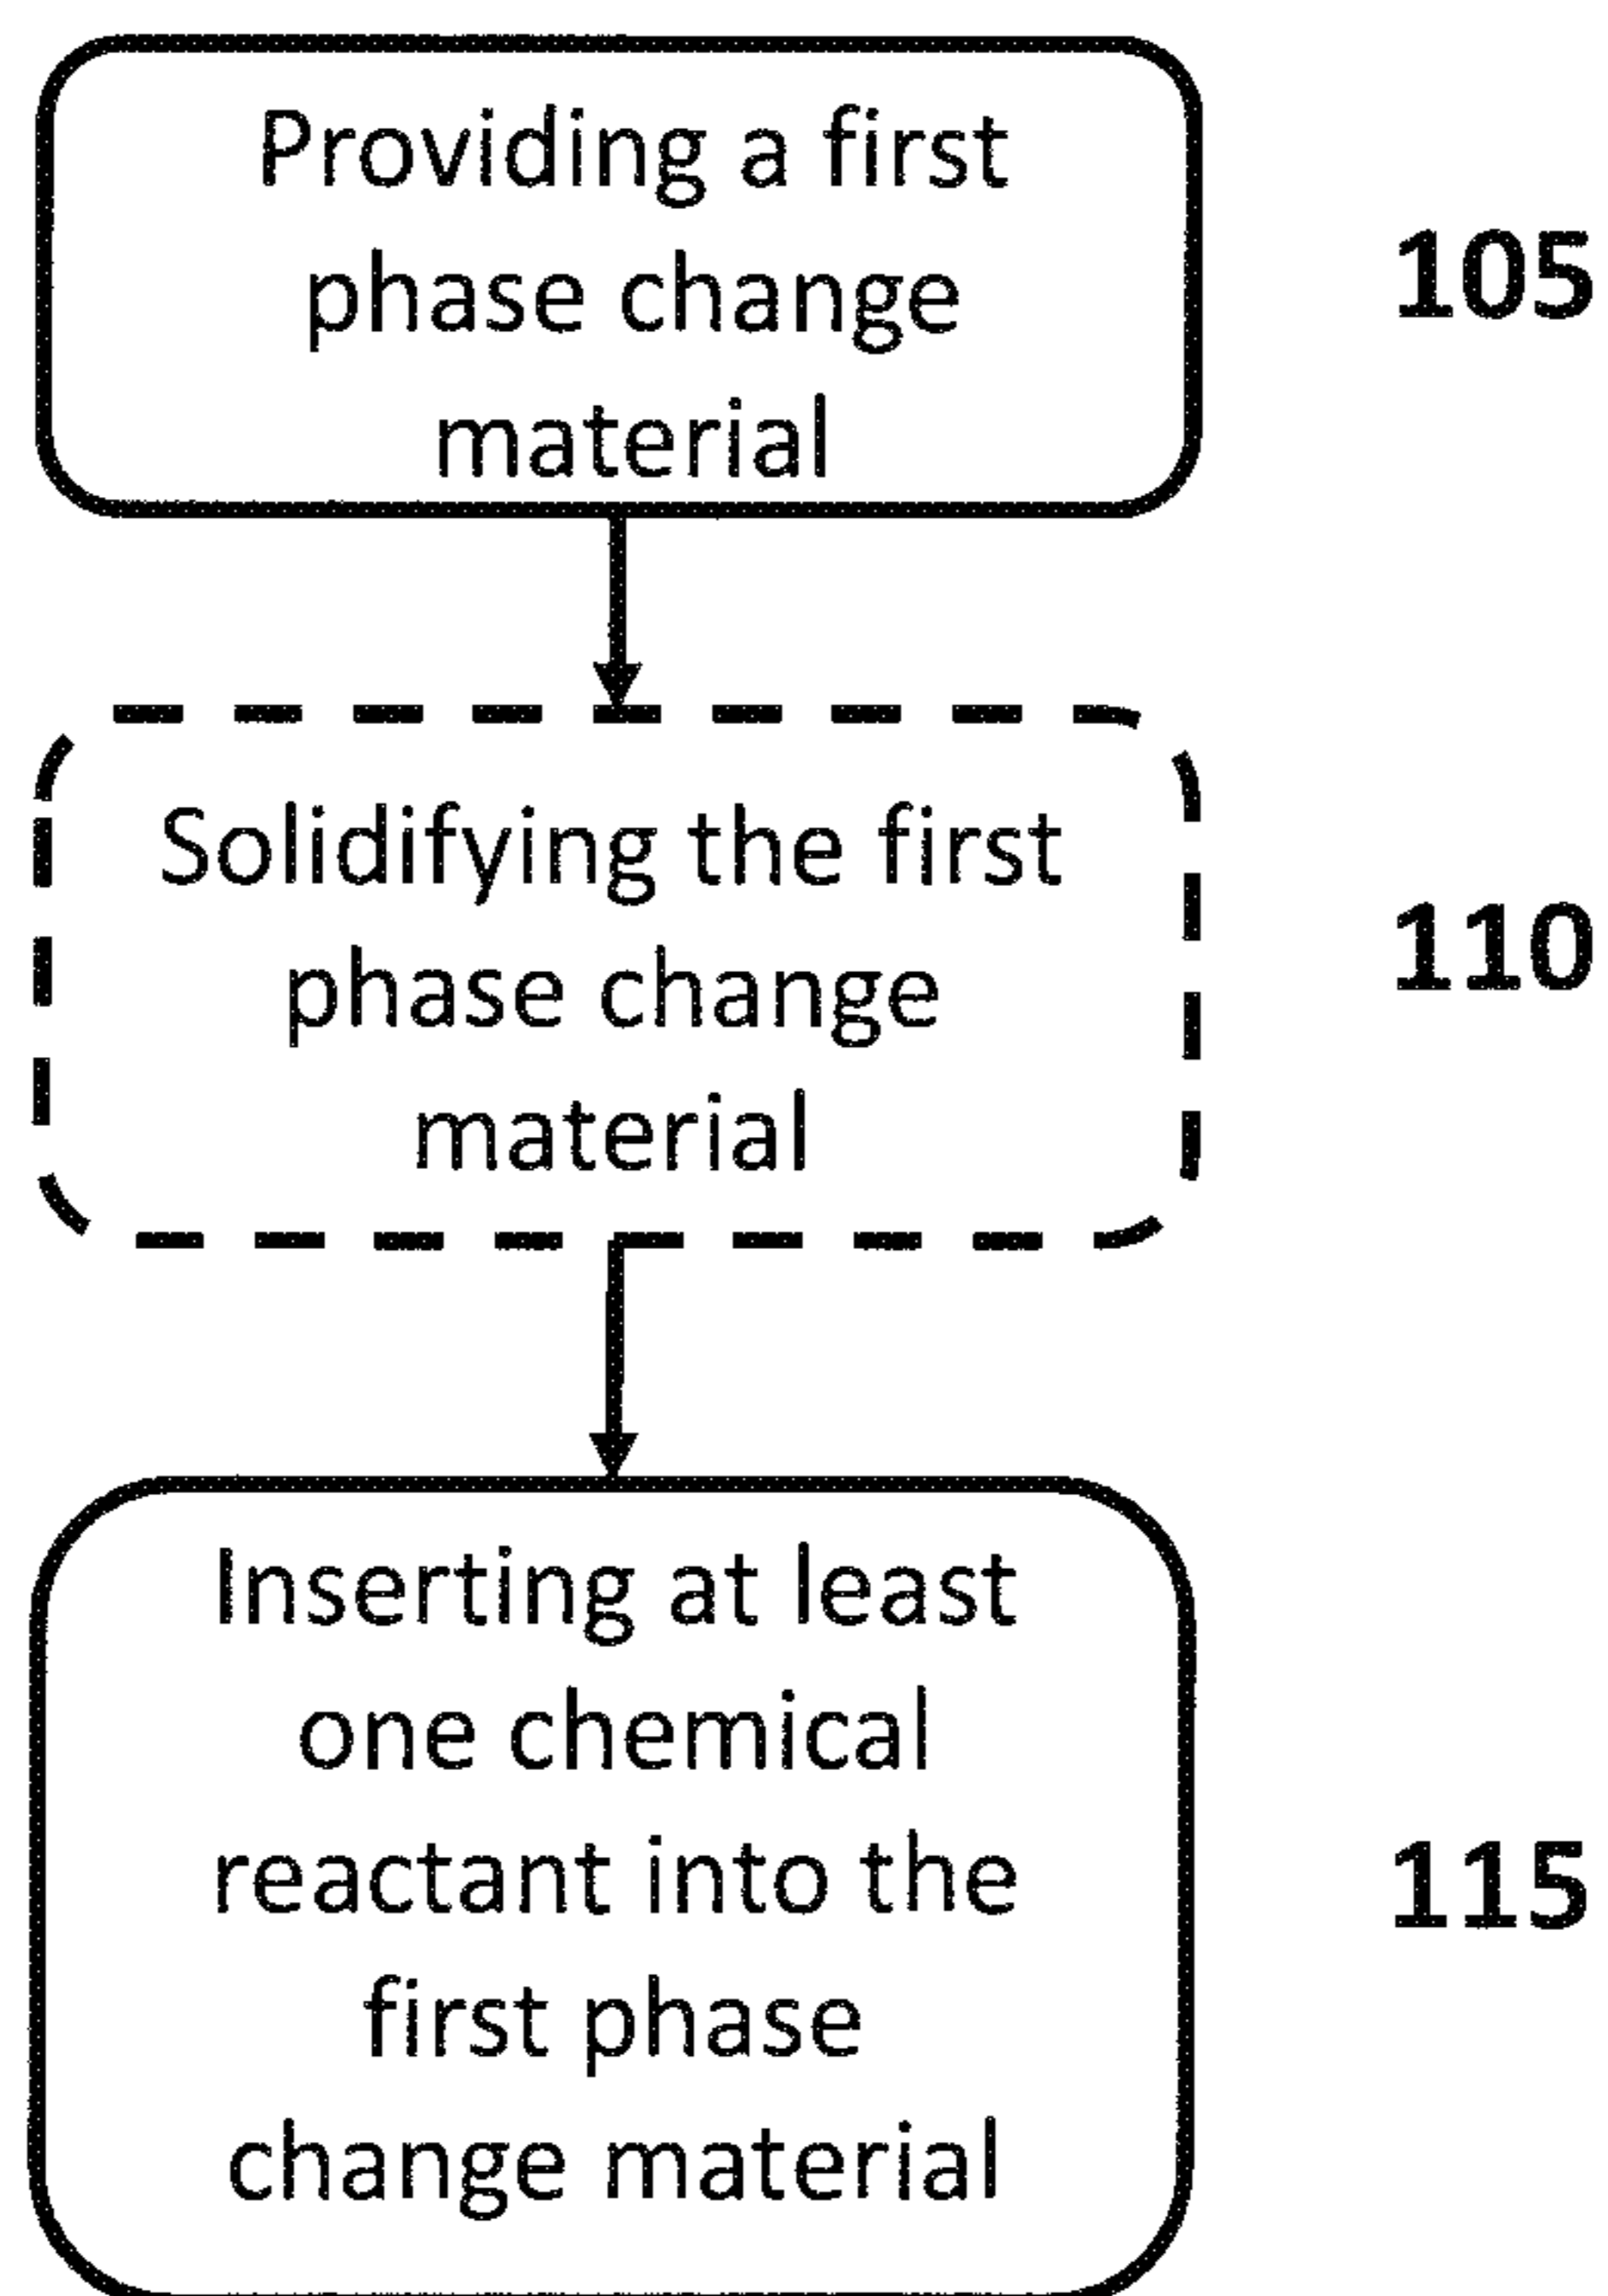 Providing a first
phase change
material
105
Solidifying the first
phase change
material
110
Inserting at least
one chemical
reactant into the
first phase
change material
115